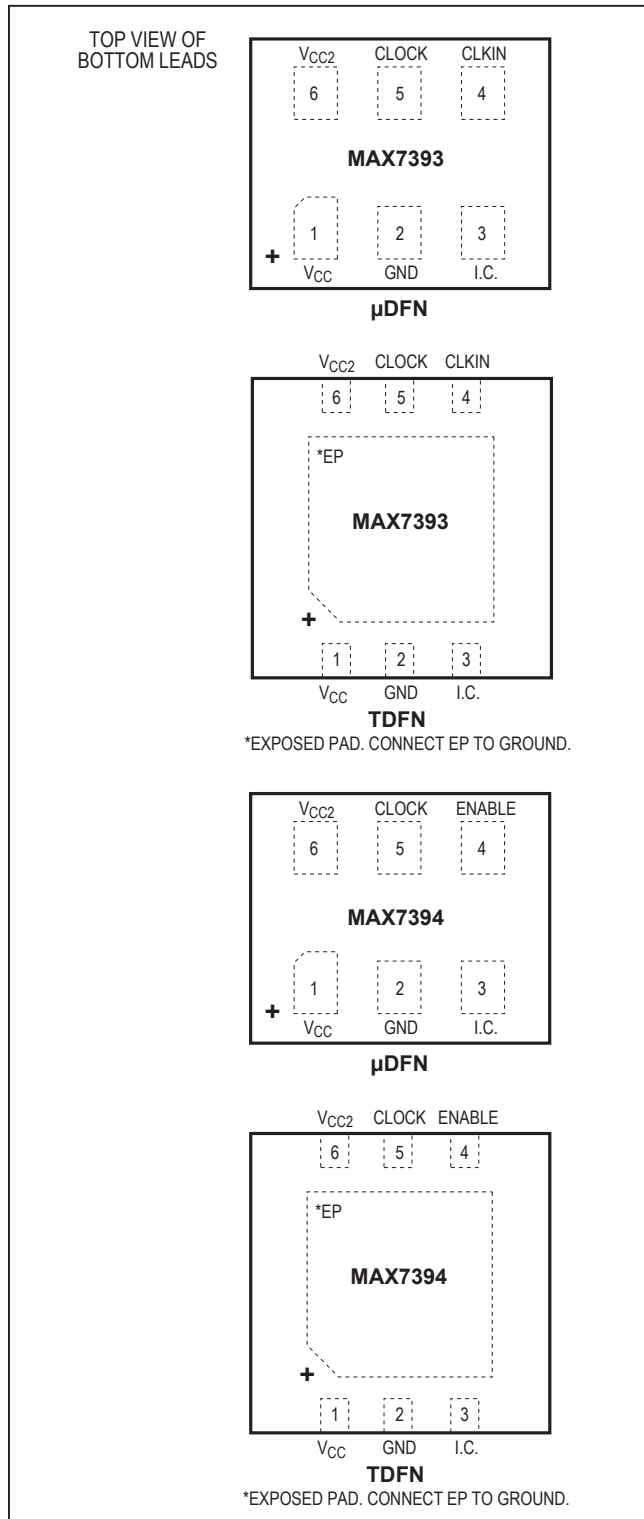 TOP VIEW OF
BOTTOM LEADS
VCC2 CLOCK CLKIN
6 5 4
MAX7393
1 2 3
+
VCC GND I.C.
µDFN
VCC2 CLOCK CLKIN
6 5 4
*EP
MAX7393
+
1 2 3
VCC GND I.C.
TDFN
*EXPOSED PAD. CONNECT EP TO GROUND.
VCC2 CLOCK ENABLE
6 5 4
MAX7394
1 2 3
+
VCC GND I.C.
µDFN
VCC2 CLOCK ENABLE
6 5 4
*EP
MAX7394
+
1 2 3
VCC GND I.C.
TDFN
*EXPOSED PAD. CONNECT EP TO GROUND.